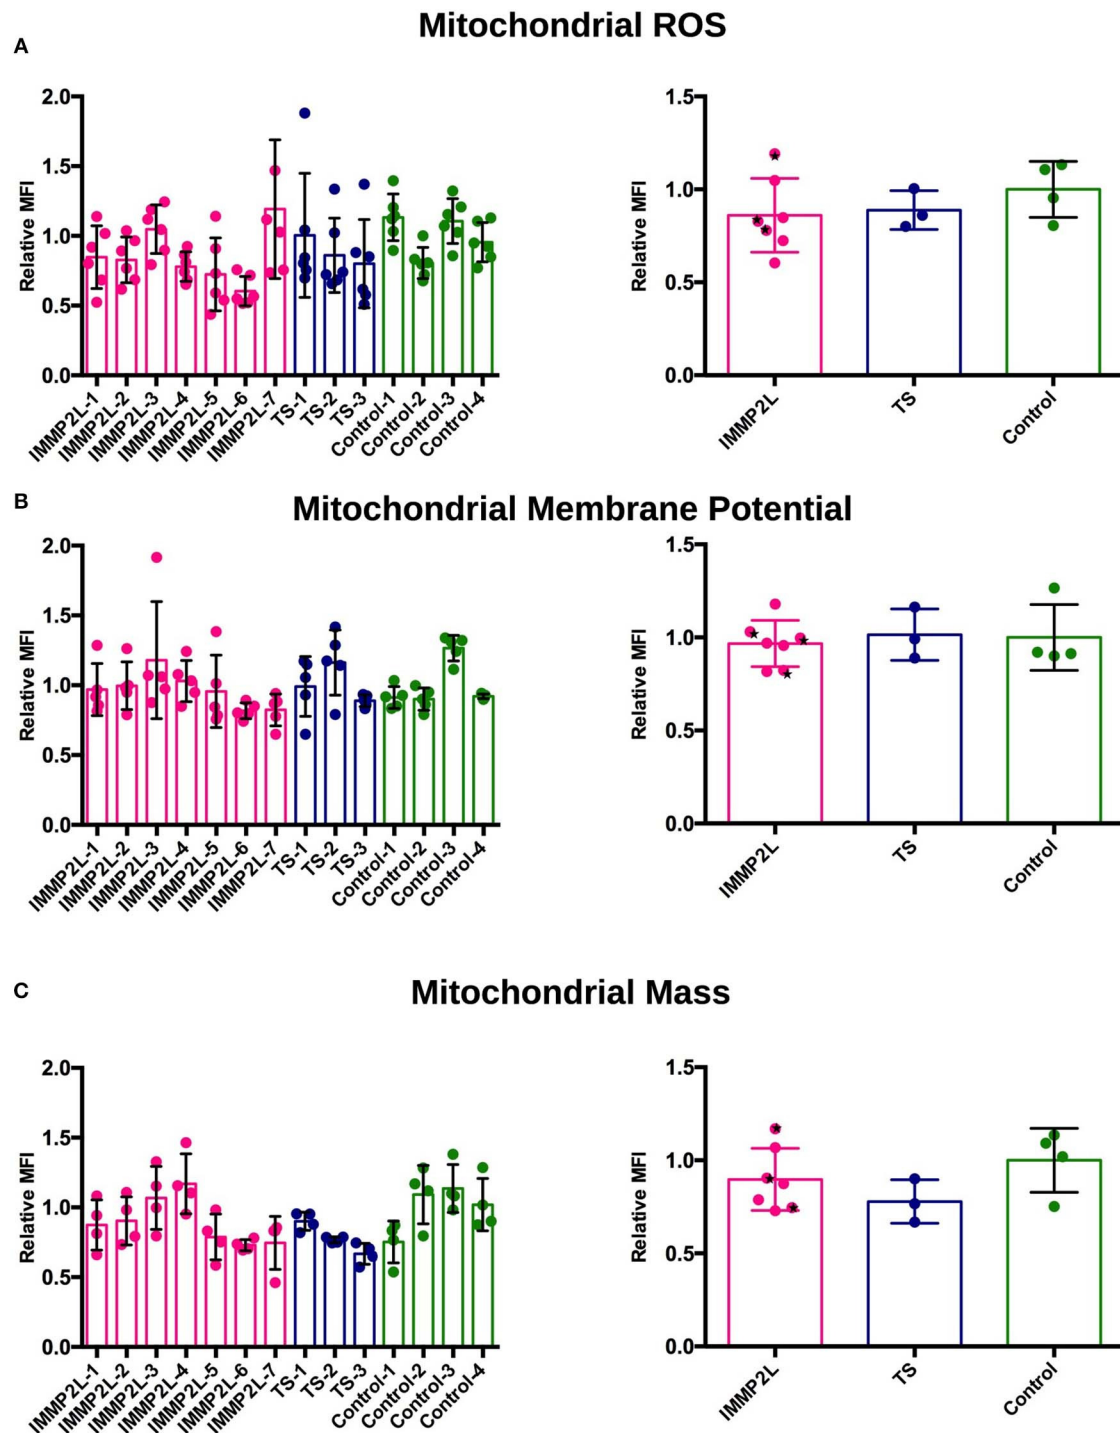 Mitochondrial ROS
A
Relative MFI
2.0
1.5
1.0
0.5
0.0
IMMP2L-1
IMMP2L-2
IMMP2L-3
IMMP2L-4
IMMP2L-5
IMMP2L-6
IMMP2L-7
TS-1
TS-2
TS-3
Control-1
Control-2
Control-3
Control-4
Relative MFI
1.5
1.0
0.5
0.0
IMMP2L
TS
Control
B
Mitochondrial Membrane Potential
Relative MFI
2.0
1.5
1.0
0.5
0.0
IMMP2L-1
IMMP2L-2
IMMP2L-3
IMMP2L-4
IMMP2L-5
IMMP2L-6
IMMP2L-7
TS-1
TS-2
TS-3
Control-1
Control-2
Control-3
Control-4
Relative MFI
1.5
1.0
0.5
0.0
IMMP2L
TS
Control
C
Mitochondrial Mass
Relative MFI
2.0
1.5
1.0
0.5
0.0
IMMP2L-1
IMMP2L-2
IMMP2L-3
IMMP2L-4
IMMP2L-5
IMMP2L-6
IMMP2L-7
TS-1
TS-2
TS-3
Control-1
Control-2
Control-3
Control-4
Relative MFI
1.5
1.0
0.5
0.0
IMMP2L
TS
Control